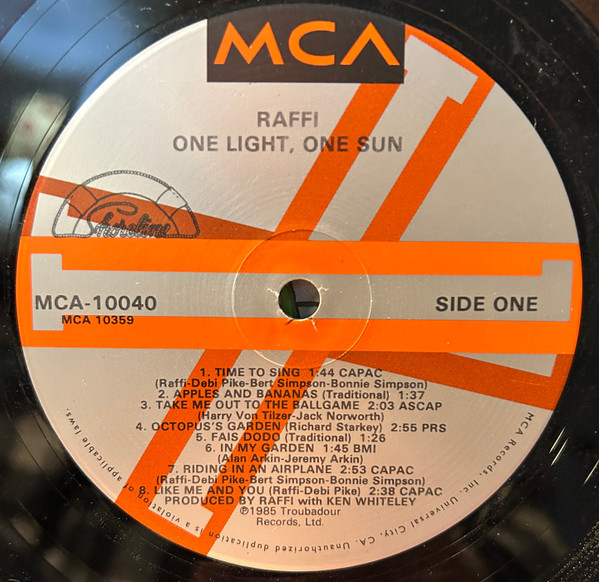 MCA
RAFFI
ONE LIGHT, ONE SUN
Shoreline
MCA-10040
MCA 10359
SIDE ONE
1. TIME TO SING 1:44 CAPAC
(Raffi-Debi Pike-Bert Simpson-Bonnie Simpson)
2. APPLES AND BANANAS (Traditional) 1:37
3. TAKE ME OUT TO THE BALLGAME 2:03 ASCAP
(Harry Von Tilzer-Jack Norworth)
4. OCTOPUS'S GARDEN (Richard Starkey) 2:55 PRS
5. FAIS DODO (Traditional) 1:26
6. IN MY GARDEN 1:45 BMI
(Alan Arkin-Jeremy Arkin)
7. RIDING IN AN AIRPLANE 2:53 CAPAC
(Raffi-Debi Pike-Bert Simpson-Bonnie Simpson)
8. LIKE ME AND YOU (Raffi-Debi Pike) 2:38 CAPAC
PRODUCED BY RAFFI with KEN WHITELEY
℗1985 Troubadour
Records, Ltd.
MCA Records, Inc. Universal City, CA. Unauthorized duplication is a violation of applicable laws.